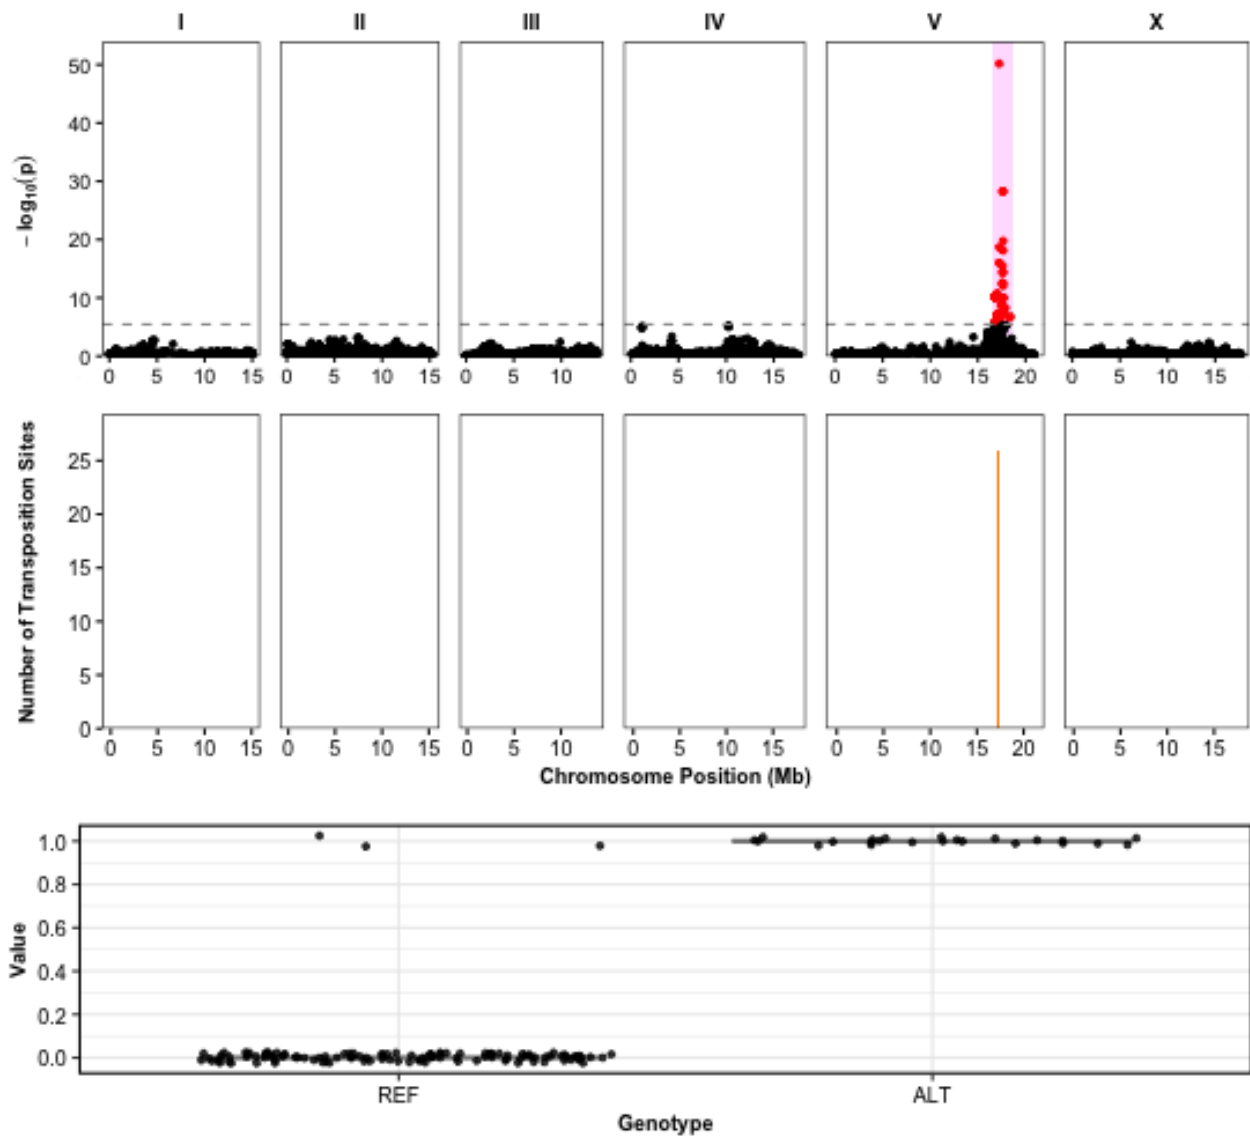 I II III IV V X
50
40
30
20
10
0
− log₁₀(p)
0 5 10 15 0 5 10 15 0 5 10 0 5 10 15 0 5 10 15 20 0 5 10 15
25
20
15
10
5
0
Number of Transposition Sites
0 5 10 15 0 5 10 15 0 5 10 0 5 10 15 0 5 10 15 20 0 5 10 15
Chromosome Position (Mb)
1.0
0.8
0.6
0.4
0.2
0.0
Value
REF ALT
Genotype